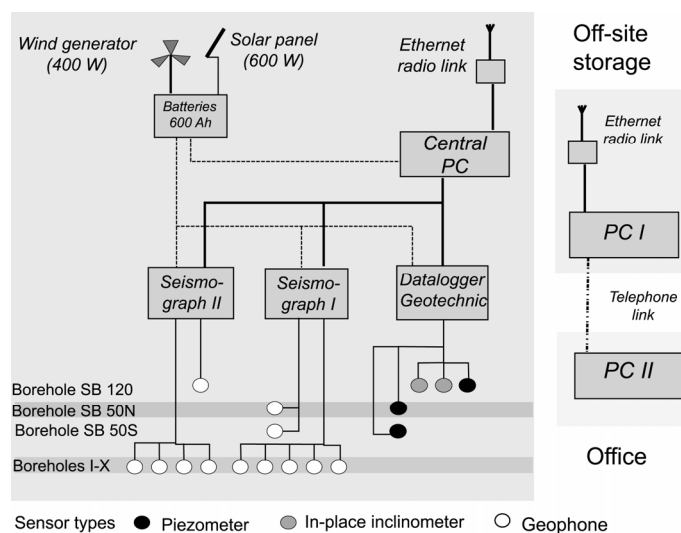 Wind generator
(400 W)
Solar panel
(600 W)
Ethernet
radio link
Off-site
storage
Batteries
600 Ah
Central
PC
Ethernet
radio link
PC I
Seismo-
graph II
Seismo-
graph I
Datalogger
Geotechnic
Telephone
link
PC II
Borehole SB 120
Borehole SB 50N
Borehole SB 50S
Boreholes I-X
Office
Sensor types
Piezometer
In-place inclinometer
Geophone